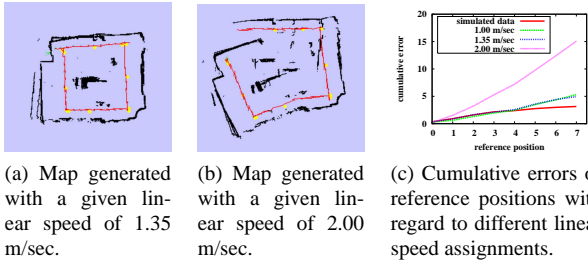 20
15
10
5
0
0 1 2 3 4 5 6 7
cumulative error
reference position
simulated data
1.00 m/sec
1.35 m/sec
2.00 m/sec
(a) Map generated
with a given lin-
ear speed of 1.35
m/sec.
(b) Map generated
with a given lin-
ear speed of 2.00
m/sec.
(c) Cumulative errors o
reference positions wit
regard to different linea
speed assignments.